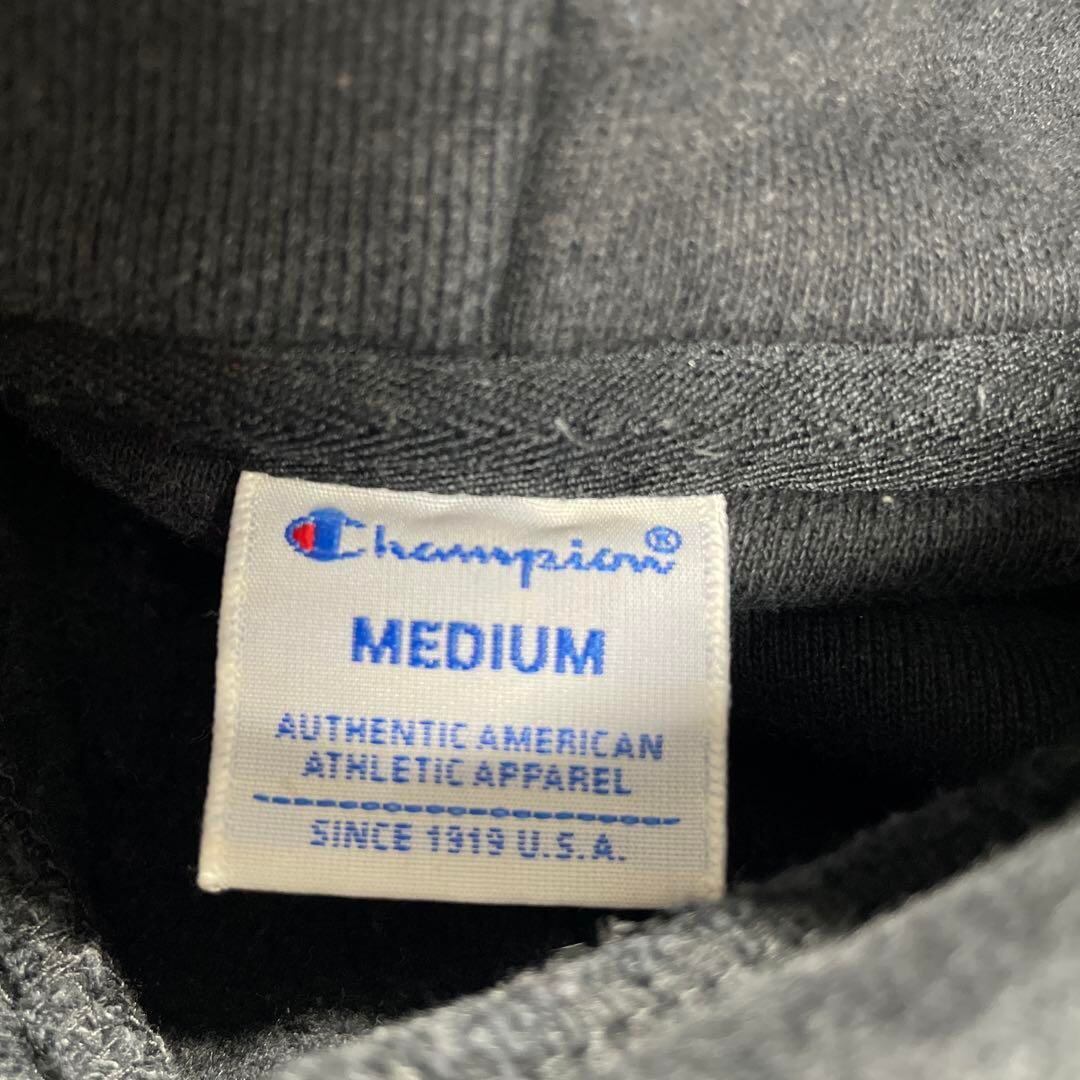 Champion®
MEDIUM
AUTHENTIC AMERICAN
ATHLETIC APPAREL
SINCE 1919 U.S.A.